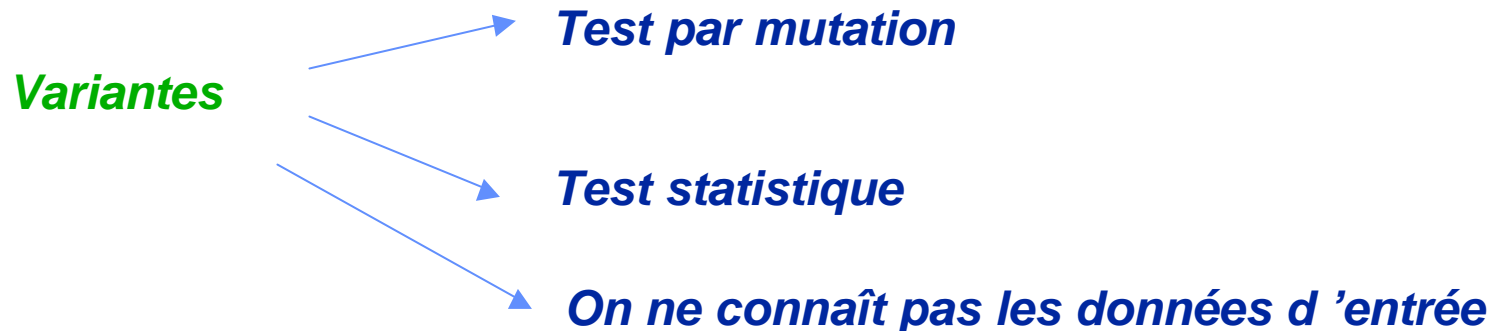 Test par mutation
Variantes
Test statistique
On ne connaît pas les données d ’entrée